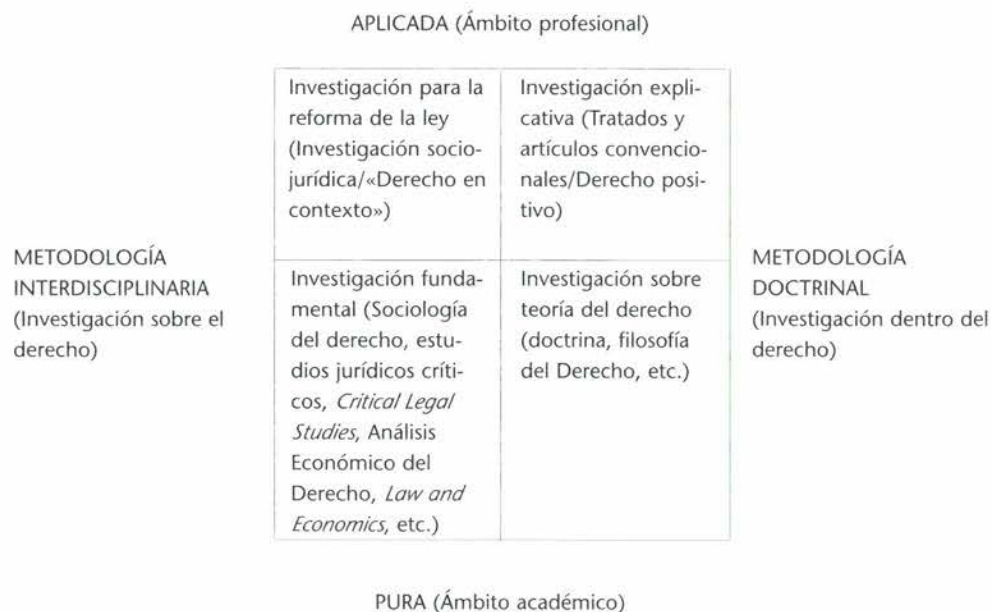 APLICADA (Ámbito profesional)
Investigación para la
reforma de la ley
(Investigación socio-
jurídica/«Derecho en
contexto»)
Investigación expli-
cativa (Tratados y
artículos convencio-
nales/Derecho posi-
tivo)
METODOLOGÍA
INTERDISCIPLINARIA
(Investigación sobre el
derecho)
Investigación funda-
mental (Sociología
del derecho, estu-
dios jurídicos críti-
cos, Critical Legal
Studies, Análisis
Económico del
Derecho, Law and
Economics, etc.)
Investigación sobre
teoría del derecho
(doctrina, filosofía
del Derecho, etc.)
METODOLOGÍA
DOCTRINAL
(Investigación dentro del
derecho)
PURA (Ámbito académico)